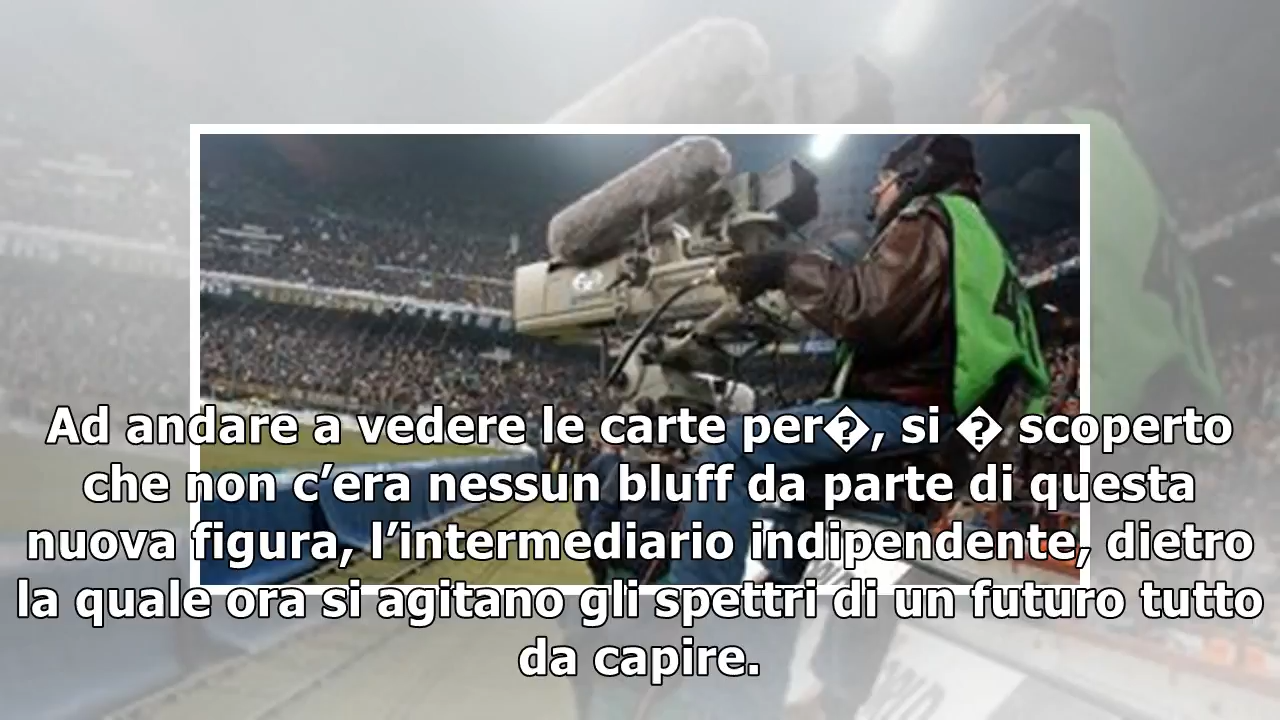 Ad andare a vedere le carte per�, si � scoperto
che non c’era nessun bluff da parte di questa
nuova figura, l’intermediario indipendente, dietro
la quale ora si agitano gli spettri di un futuro tutto
da capire.